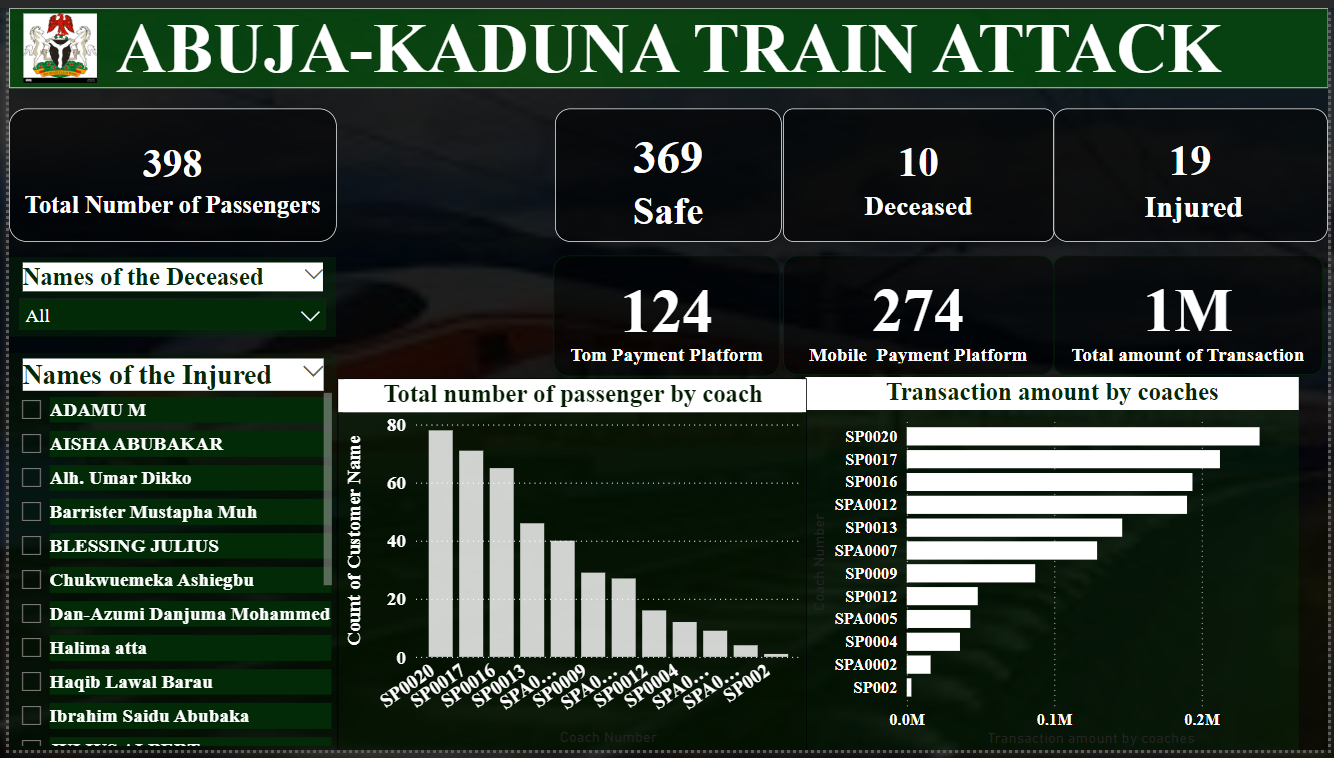 ABUJA-KADUNA TRAIN ATTACK
398
Total Number of Passengers
369
Safe
10
Deceased
19
Injured
Names of the Deceased
All
124
Tom Payment Platform
274
Mobile Payment Platform
1M
Total amount of Transaction
Names of the Injured
ADAMU M
AISHA ABUBAKAR
Alh. Umar Dikko
Barrister Mustapha Muh
BLESSING JULIUS
Chukwuemeka Ashiegbu
Dan-Azumi Danjuma Mohammed
Halima atta
Haqib Lawal Barau
Ibrahim Saidu Abubaka
Total number of passenger by coach
Count of Customer Name
80
60
40
20
0
SP0020
SP0017
SP0016
SP0013
SPA0...
SP0009
SPA0...
SP0012
SP0004
SPA0...
SPA0...
SP002
Coach Number
Transaction amount by coaches
Coach Number
SP0020
SP0017
SP0016
SPA0012
SP0013
SPA0007
SP0009
SP0012
SPA0005
SP0004
SPA0002
SP002
0.0M
0.1M
0.2M
Transaction amount by coaches